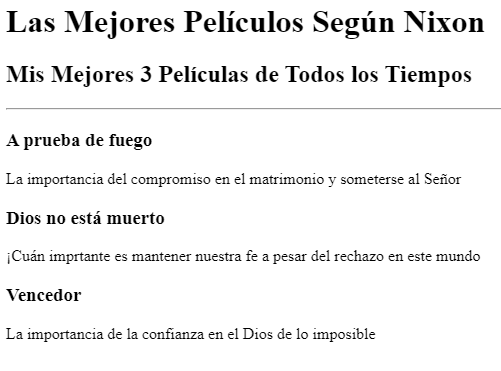 Las Mejores Películos Según Nixon
Mis Mejores 3 Películas de Todos los Tiempos
A prueba de fuego
La importancia del compromiso en el matrimonio y someterse al Señor
Dios no está muerto
¡Cuán imprtante es mantener nuestra fe a pesar del rechazo en este mundo
Vencedor
La importancia de la confianza en el Dios de lo imposible